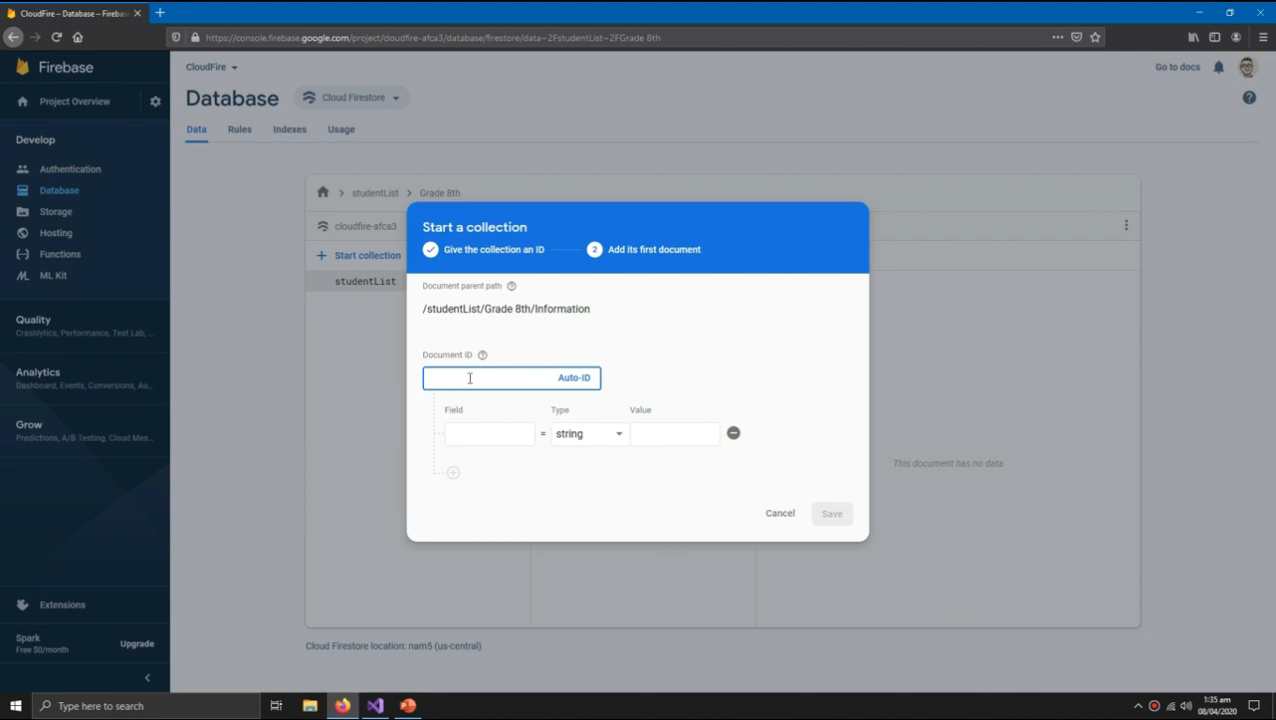 CloudFire – Database – Firebas
https://console.firebase.google.com/project/cloudfire-afca3/database/firestore/data~2FstudentList~2FGrade 8th
Firebase
CloudFire
Go to docs
Project Overview
Database
Cloud Firestore
Data
Rules
Indexes
Usage
Develop
Authentication
Database
Storage
Hosting
Functions
ML Kit
Quality
Crashlytics, Performance, Test Lab, ...
Analytics
Dashboard, Events, Conversions, Au...
Grow
Predictions, A/B Testing, Cloud Mes...
Extensions
Spark
Free $0/month
Upgrade
studentList
Grade 8th
cloudfire-afca3
Start collection
studentList
Start a collection
Give the collection an ID
2
Add its first document
Document parent path
/studentList/Grade 8th/Information
Document ID
Auto-ID
Field
Type
Value
=
string
Cancel
Save
This document has no data
Cloud Firestore location: nam5 (us-central)
Type here to search
1:35 am
08/04/2020